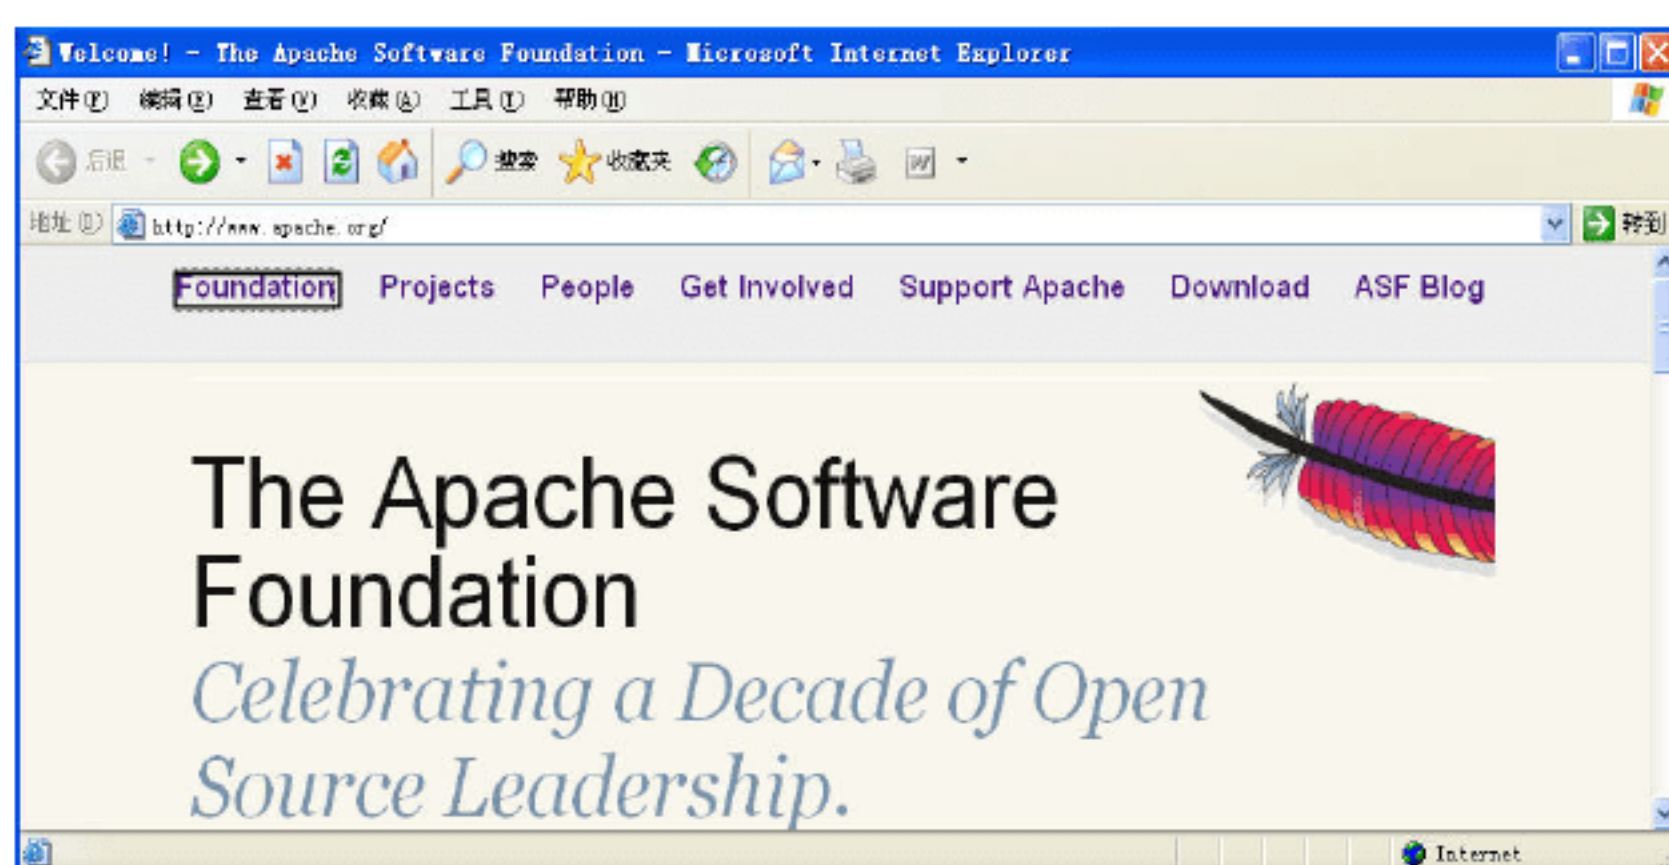 Welcome! - The Apache Software Foundation - Microsoft Internet Explorer
文件(F) 编辑(E) 查看(V) 收藏(A) 工具(T) 帮助(H)
后退 搜索 收藏夹 W
地址(D) http://www.apache.org/ 转到
Foundation Projects People Get Involved Support Apache Download ASF Blog
The Apache Software
Foundation
Celebrating a Decade of Open
Source Leadership.
Internet